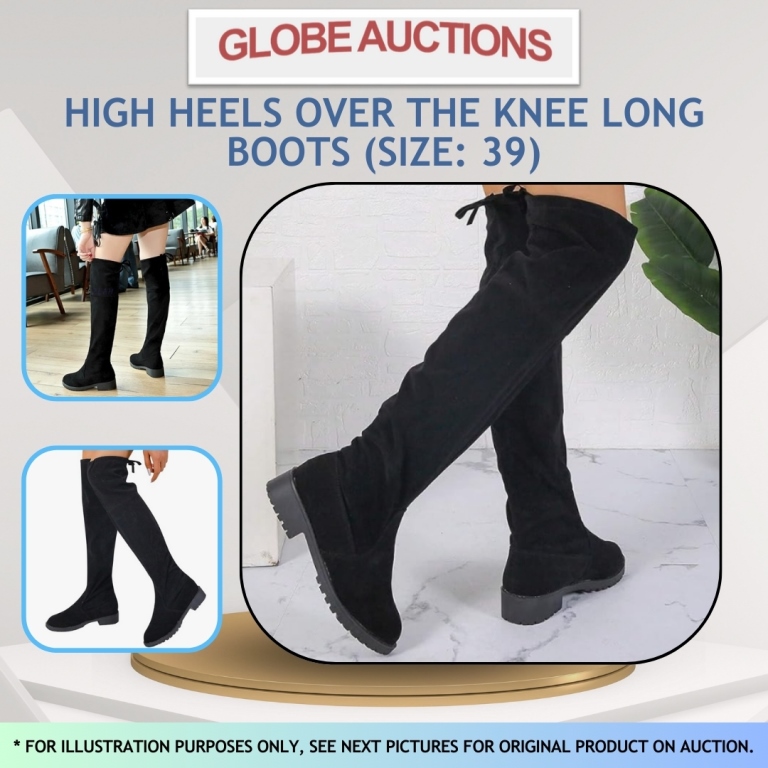 GLOBE AUCTIONS
HIGH HEELS OVER THE KNEE LONG
BOOTS (SIZE: 39)
* FOR ILLUSTRATION PURPOSES ONLY, SEE NEXT PICTURES FOR ORIGINAL PRODUCT ON AUCTION.